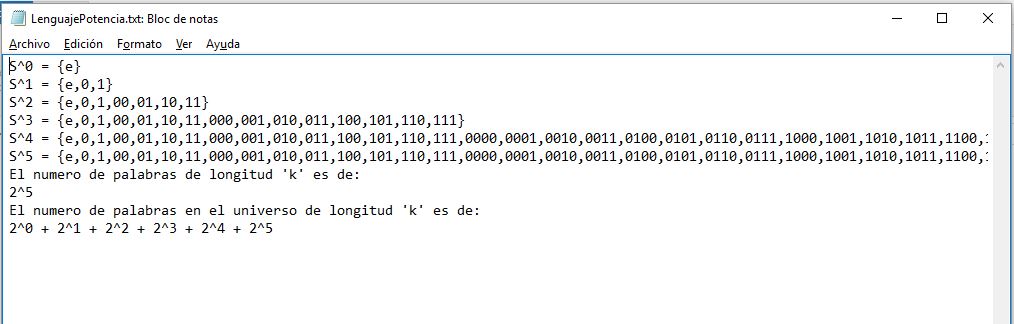 LenguajePotencia.txt: Bloc de notas
Archivo Edición Formato Ver Ayuda
S^0 = {e}
S^1 = {e,0,1}
S^2 = {e,0,1,00,01,10,11}
S^3 = {e,0,1,00,01,10,11,000,001,010,011,100,101,110,111}
S^4 = {e,0,1,00,01,10,11,000,001,010,011,100,101,110,111,0000,0001,0010,0011,0100,0101,0110,0111,1000,1001,1010,1011,1100,1
S^5 = {e,0,1,00,01,10,11,000,001,010,011,100,101,110,111,0000,0001,0010,0011,0100,0101,0110,0111,1000,1001,1010,1011,1100,1
El numero de palabras de longitud 'k' es de:
2^5
El numero de palabras en el universo de longitud 'k' es de:
2^0 + 2^1 + 2^2 + 2^3 + 2^4 + 2^5